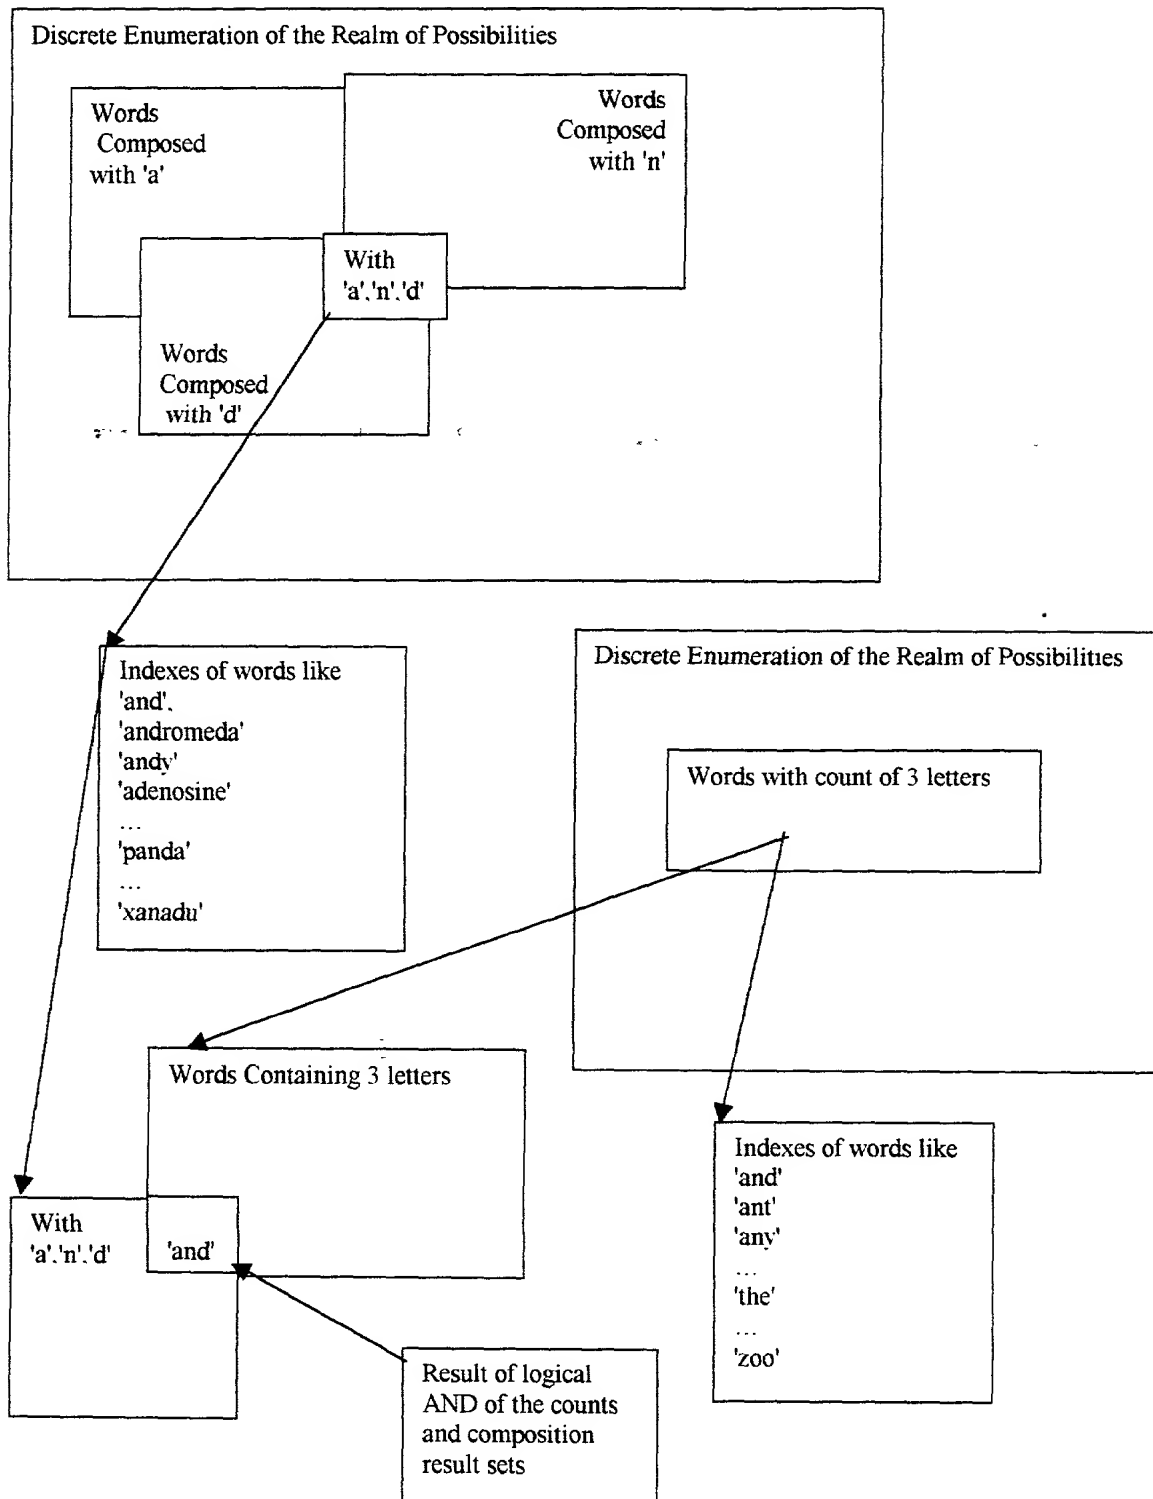 Discrete Enumeration of the Realm of Possibilities
Words
Composed
with 'a'
Words
Composed
with 'n'
With
'a','n','d'
Words
Composed
with 'd'
Indexes of words like
'and',
'andromeda'
'andy'
'adenosine'
...
'panda'
...
'xanadu'
Discrete Enumeration of the Realm of Possibilities
Words with count of 3 letters
Words Containing 3 letters
With
'a','n','d'
'and'
Indexes of words like
'and'
'ant'
'any'
...
'the'
...
'zoo'
Result of logical
AND of the counts
and composition
result sets